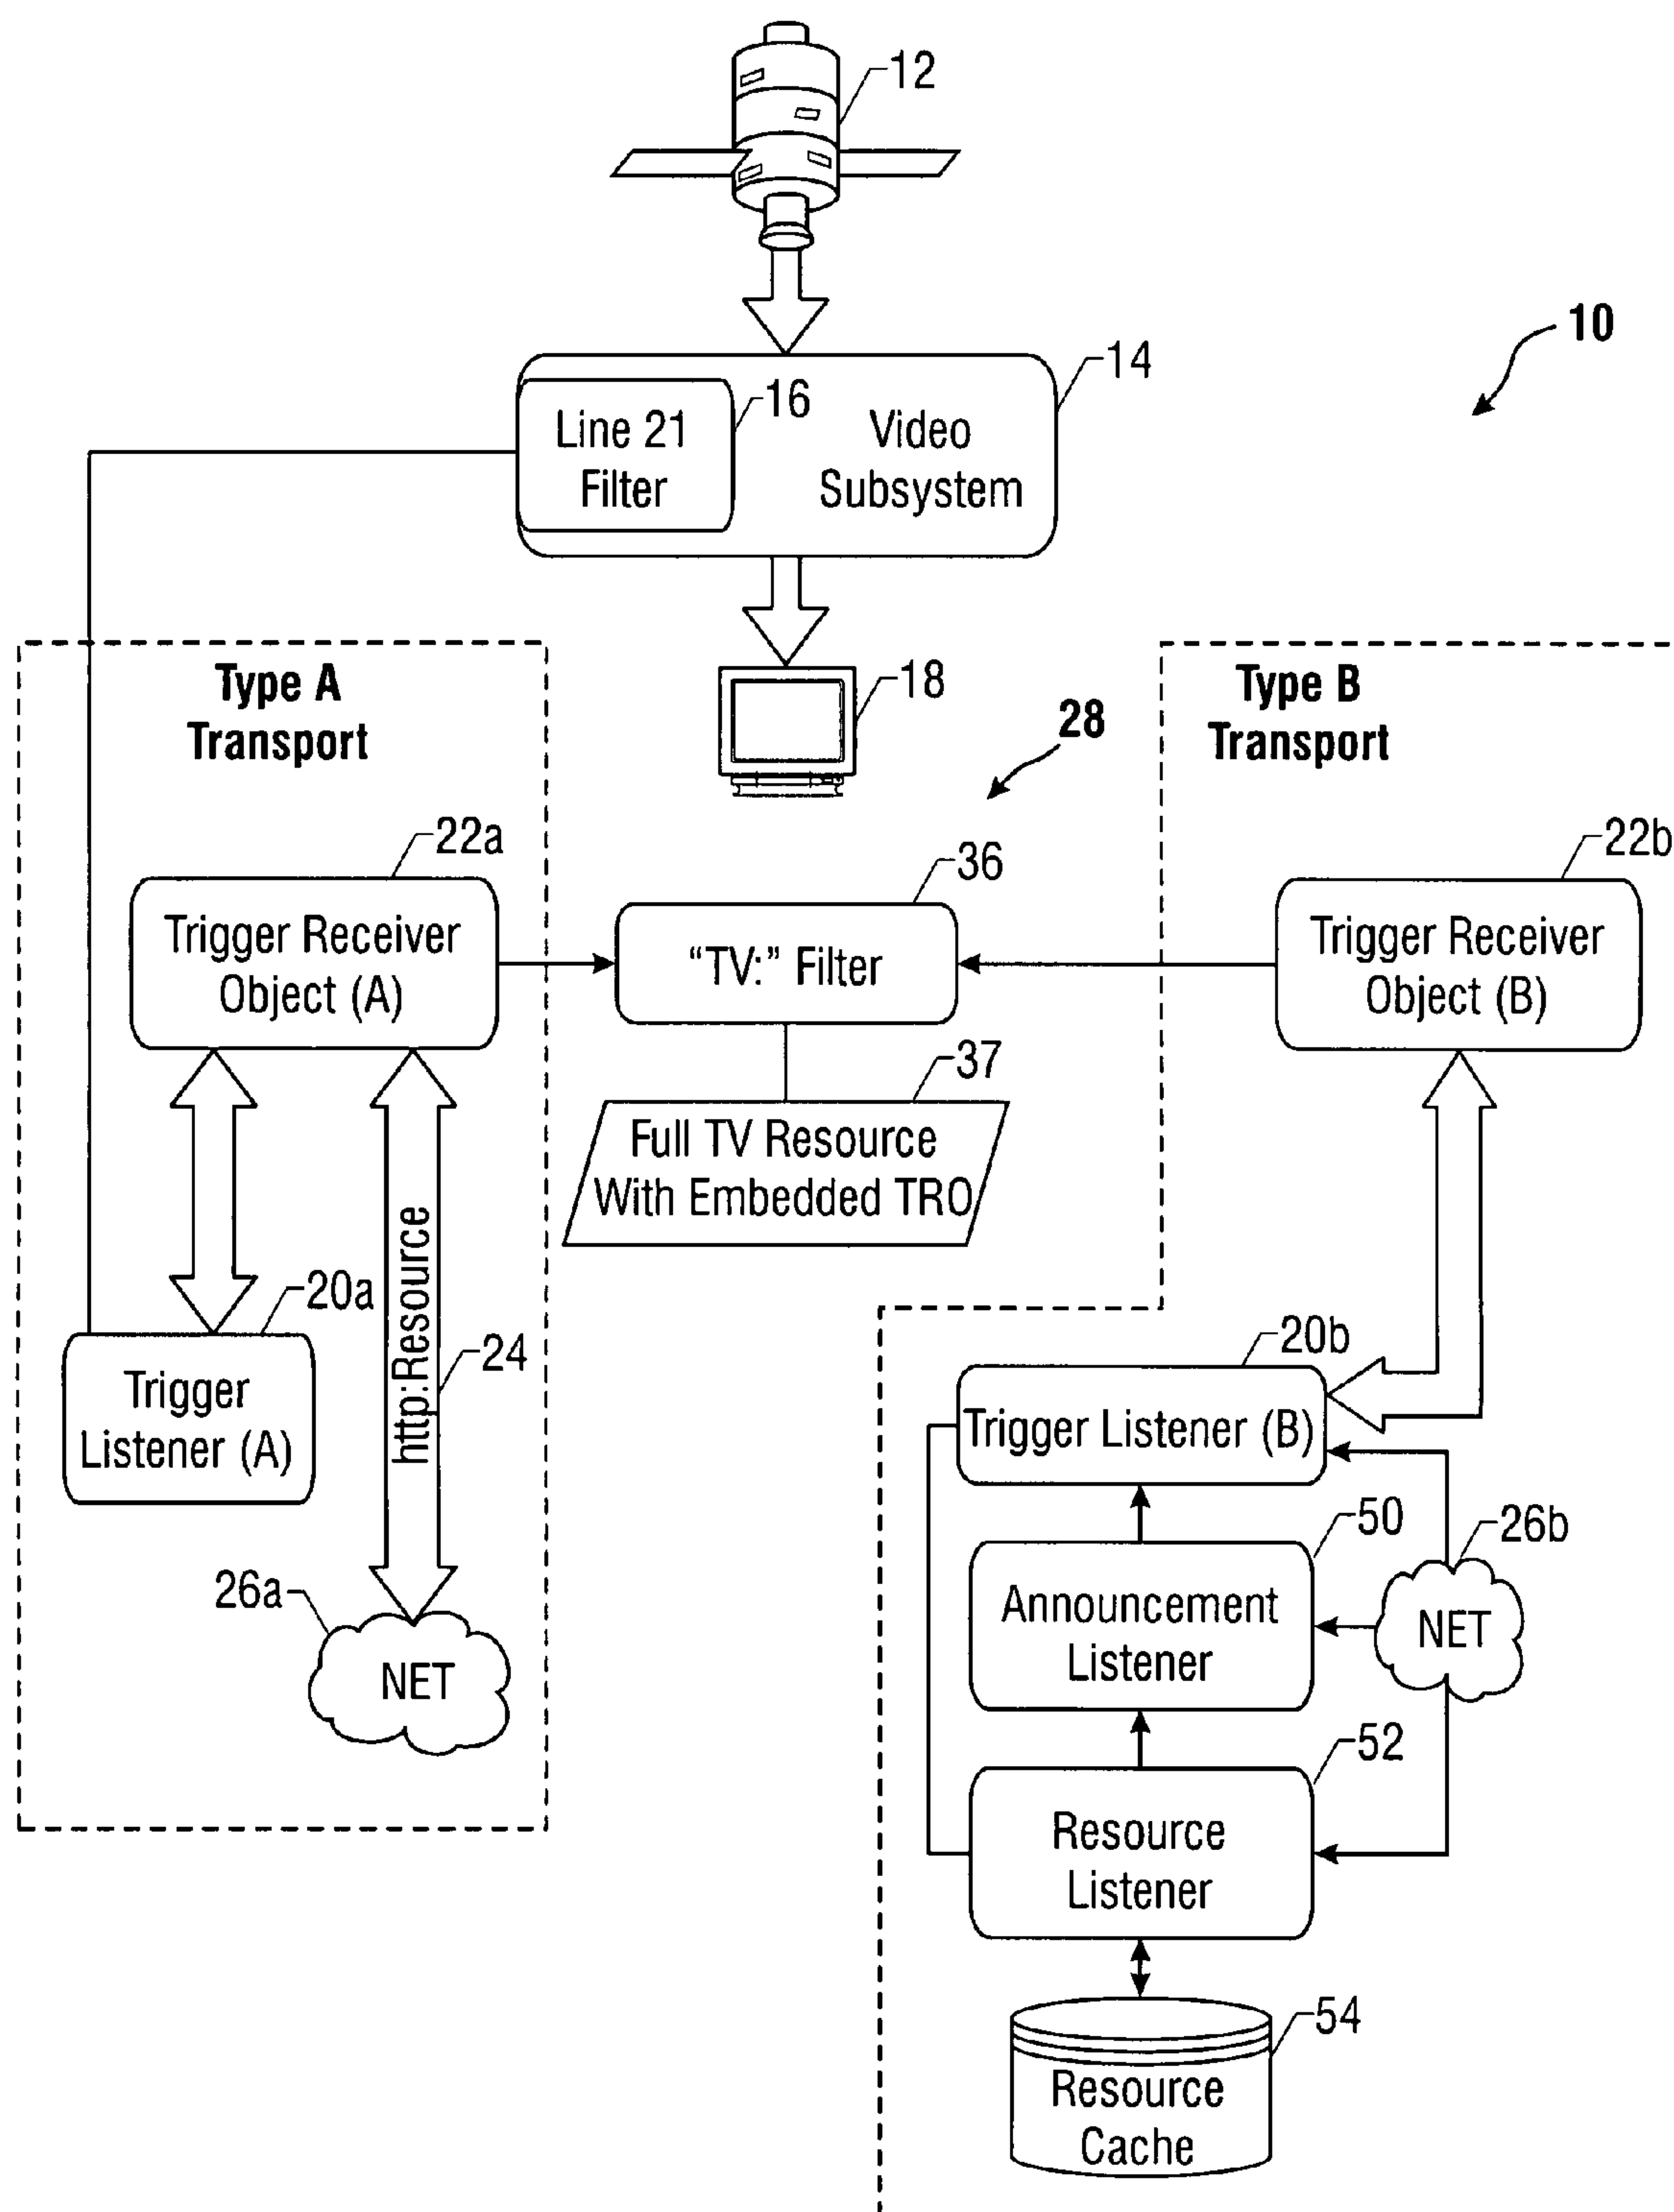 12
10
14
16
Line 21
Filter
Video
Subsystem
18
28
Type A
Transport
Type B
Transport
22a
36
22b
Trigger Receiver
Object (A)
“TV:” Filter
Trigger Receiver
Object (B)
37
Full TV Resource
With Embedded TRO
http:Resource
20a
24
20b
Trigger
Listener (A)
Trigger Listener (B)
50
26b
26a
NET
Announcement
Listener
NET
52
Resource
Listener
54
Resource
Cache